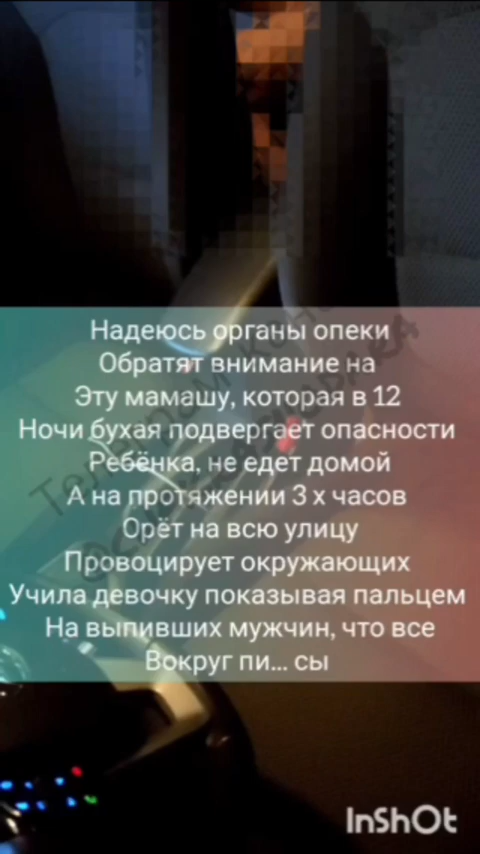 Надеюсь органы опеки
Обратят внимание на
Эту мамашу, которая в 12
Ночи бухая подвергает опасности
Ребёнка, не едет домой
А на протяжении 3 х часов
Орёт на всю улицу
Провоцирует окружающих
Учила девочку показывая пальцем
На выпивших мужчин, что все
Вокруг пи... сы
InShOt